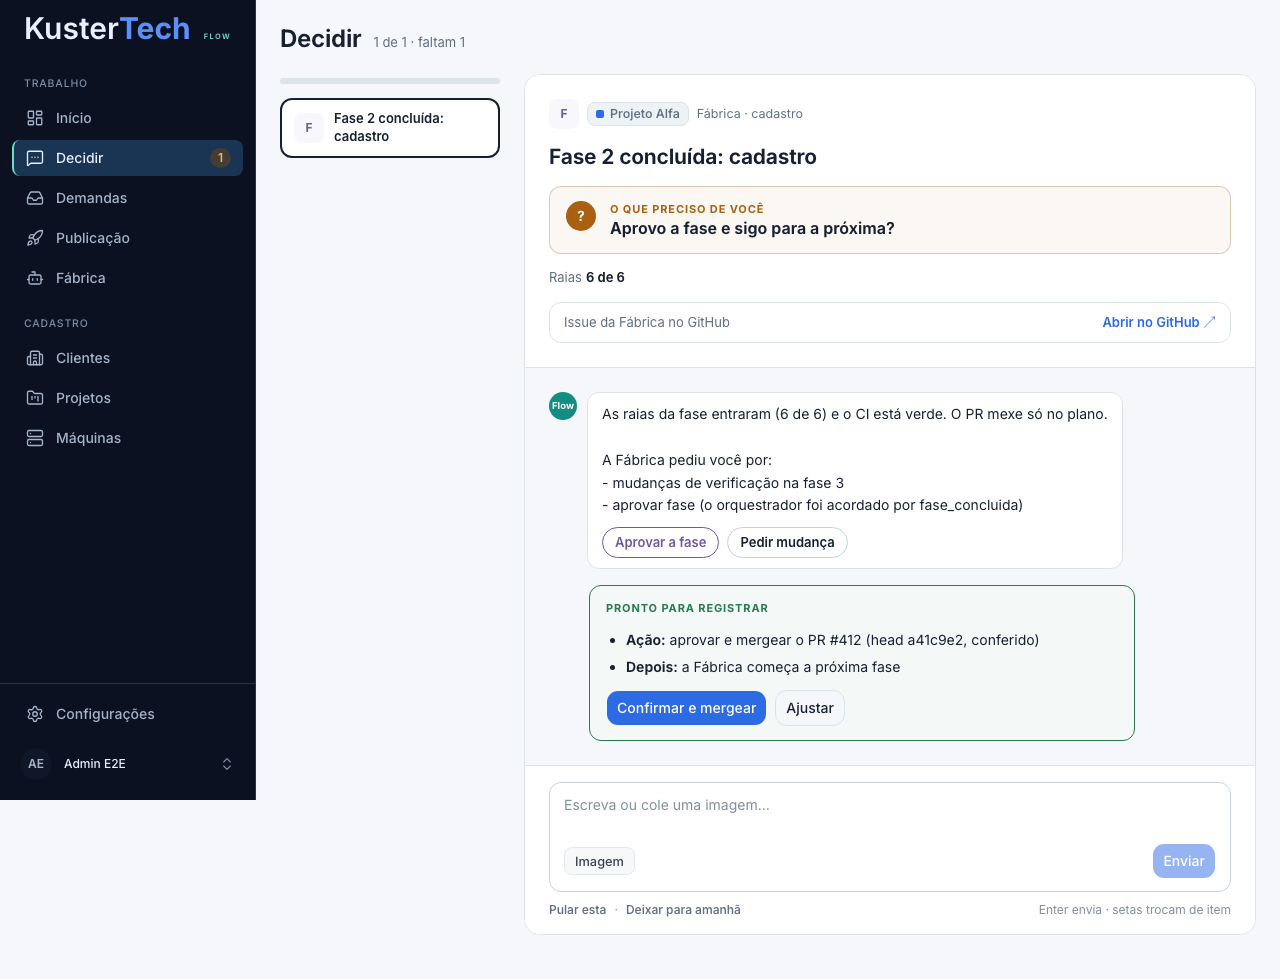 KusterTech FLOW
TRABALHO
Início
Decidir 1
Demandas
Publicação
Fábrica
CADASTRO
Clientes
Projetos
Máquinas
Configurações
AE Admin E2E
Decidir 1 de 1 · faltam 1
F Fase 2 concluída:
cadastro
F Projeto Alfa Fábrica · cadastro
Fase 2 concluída: cadastro
? O QUE PRECISO DE VOCÊ
Aprovo a fase e sigo para a próxima?
Raias 6 de 6
Issue da Fábrica no GitHub Abrir no GitHub ↗
Flow As raias da fase entraram (6 de 6) e o CI está verde. O PR mexe só no plano.
A Fábrica pediu você por:
- mudanças de verificação na fase 3
- aprovar fase (o orquestrador foi acordado por fase_concluida)
Aprovar a fase Pedir mudança
PRONTO PARA REGISTRAR
• Ação: aprovar e mergear o PR #412 (head a41c9e2, conferido)
• Depois: a Fábrica começa a próxima fase
Confirmar e mergear Ajustar
Escreva ou cole uma imagem...
Imagem Enviar
Pular esta · Deixar para amanhã Enter envia · setas trocam de item